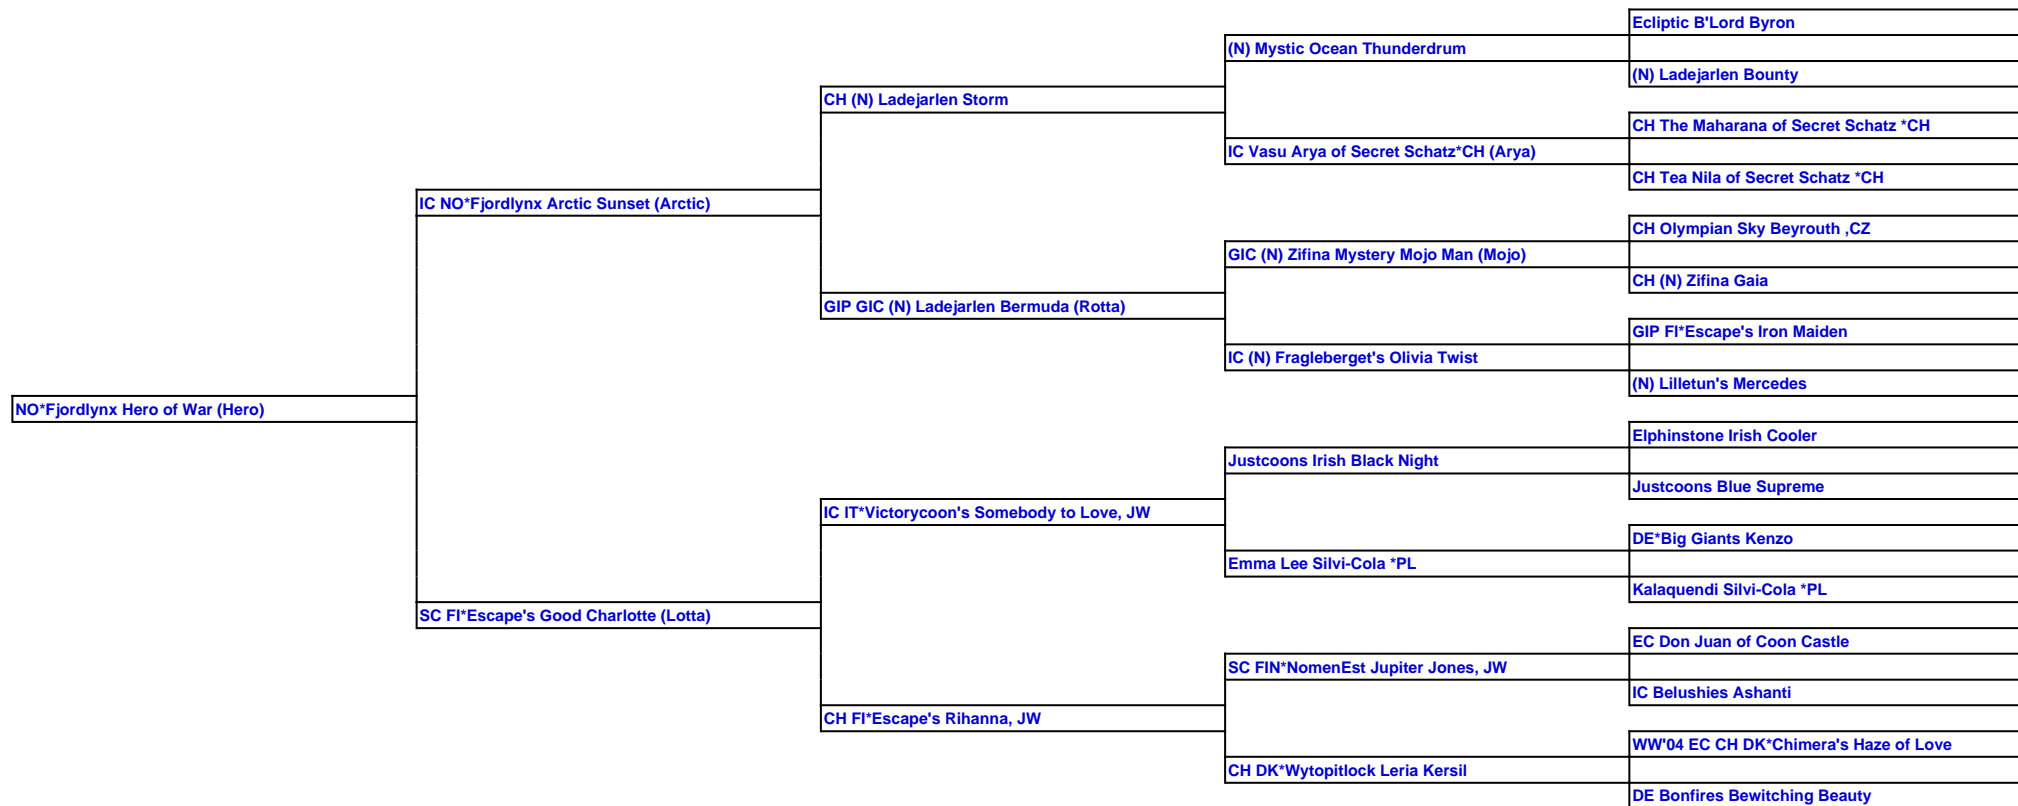 Ecliptic B'Lord Byron
(N) Mystic Ocean Thunderdrum
(N) Ladejarlen Bounty
CH (N) Ladejarlen Storm
CH The Maharana of Secret Schatz *CH
IC Vasu Arya of Secret Schatz*CH (Arya)
CH Tea Nila of Secret Schatz *CH
IC NO*Fjordlynx Arctic Sunset (Arctic)
CH Olympian Sky Beyrouth ,CZ
GIC (N) Zifina Mystery Mojo Man (Mojo)
CH (N) Zifina Gaia
GIP GIC (N) Ladejarlen Bermuda (Rotta)
GIP FI*Escape's Iron Maiden
IC (N) Fragleberget's Olivia Twist
(N) Lilletun's Mercedes
NO*Fjordlynx Hero of War (Hero)
Elphinstone Irish Cooler
Justcoons Irish Black Night
Justcoons Blue Supreme
IC IT*Victorycoon's Somebody to Love, JW
DE*Big Giants Kenzo
Emma Lee Silvi-Cola *PL
Kalaquendi Silvi-Cola *PL
SC FI*Escape's Good Charlotte (Lotta)
EC Don Juan of Coon Castle
SC FIN*NomenEst Jupiter Jones, JW
IC Belushies Ashanti
CH FI*Escape's Rihanna, JW
WW'04 EC CH DK*Chimera's Haze of Love
CH DK*Wytopitlock Leria Kersil
DE Bonfires Bewitching Beauty